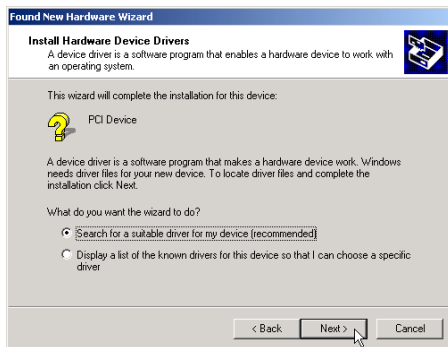 Found New Hardware Wizard
Install Hardware Device Drivers
A device driver is a software program that enables a hardware device to work with
an operating system.
This wizard will complete the installation for this device:
PCI Device
A device driver is a software program that makes a hardware device work. Windows
needs driver files for your new device. To locate driver files and complete the
installation click Next.
What do you want the wizard to do?
Search for a suitable driver for my device (recommended)
Display a list of the known drivers for this device so that I can choose a specific
driver
< Back Next > Cancel